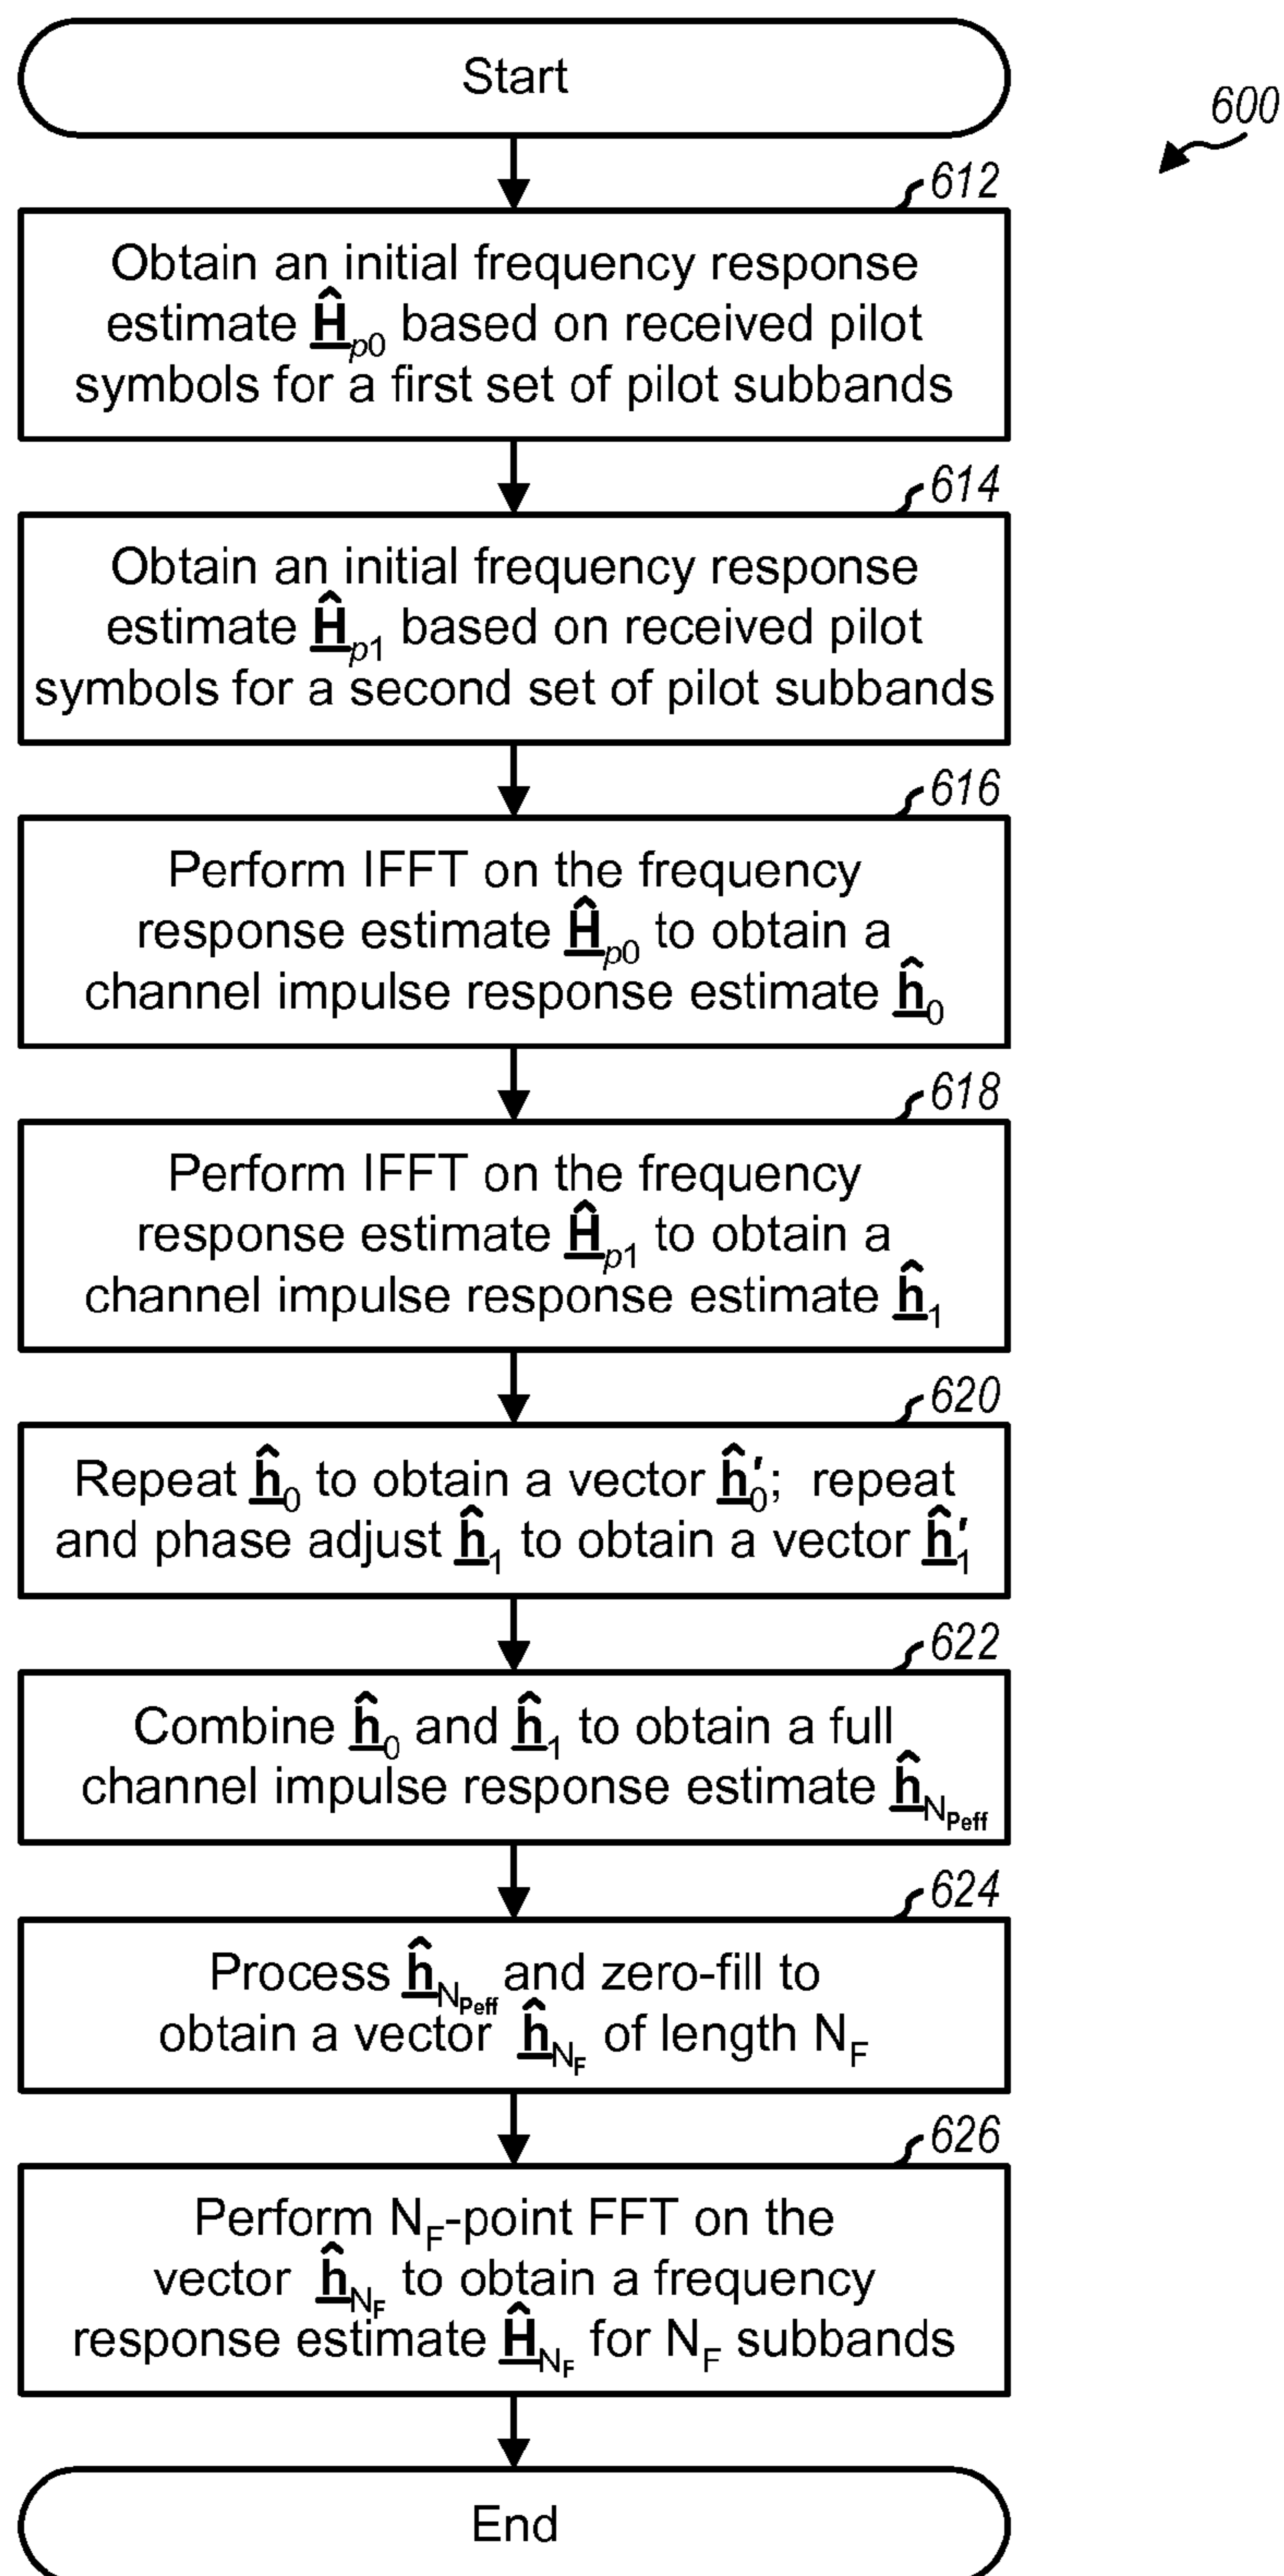 Start
600
612
Obtain an initial frequency response
estimate Ĥp0 based on received pilot
symbols for a first set of pilot subbands
614
Obtain an initial frequency response
estimate Ĥp1 based on received pilot
symbols for a second set of pilot subbands
616
Perform IFFT on the frequency
response estimate Ĥp0 to obtain a
channel impulse response estimate ĥ0
618
Perform IFFT on the frequency
response estimate Ĥp1 to obtain a
channel impulse response estimate ĥ1
620
Repeat ĥ0 to obtain a vector ĥ′0; repeat
and phase adjust ĥ1 to obtain a vector ĥ′1
622
Combine ĥ0 and ĥ1 to obtain a full
channel impulse response estimate ĥNPeff
624
Process ĥNPeff and zero-fill to
obtain a vector ĥNF of length NF
626
Perform NF-point FFT on the
vector ĥNF to obtain a frequency
response estimate ĤNF for NF subbands
End